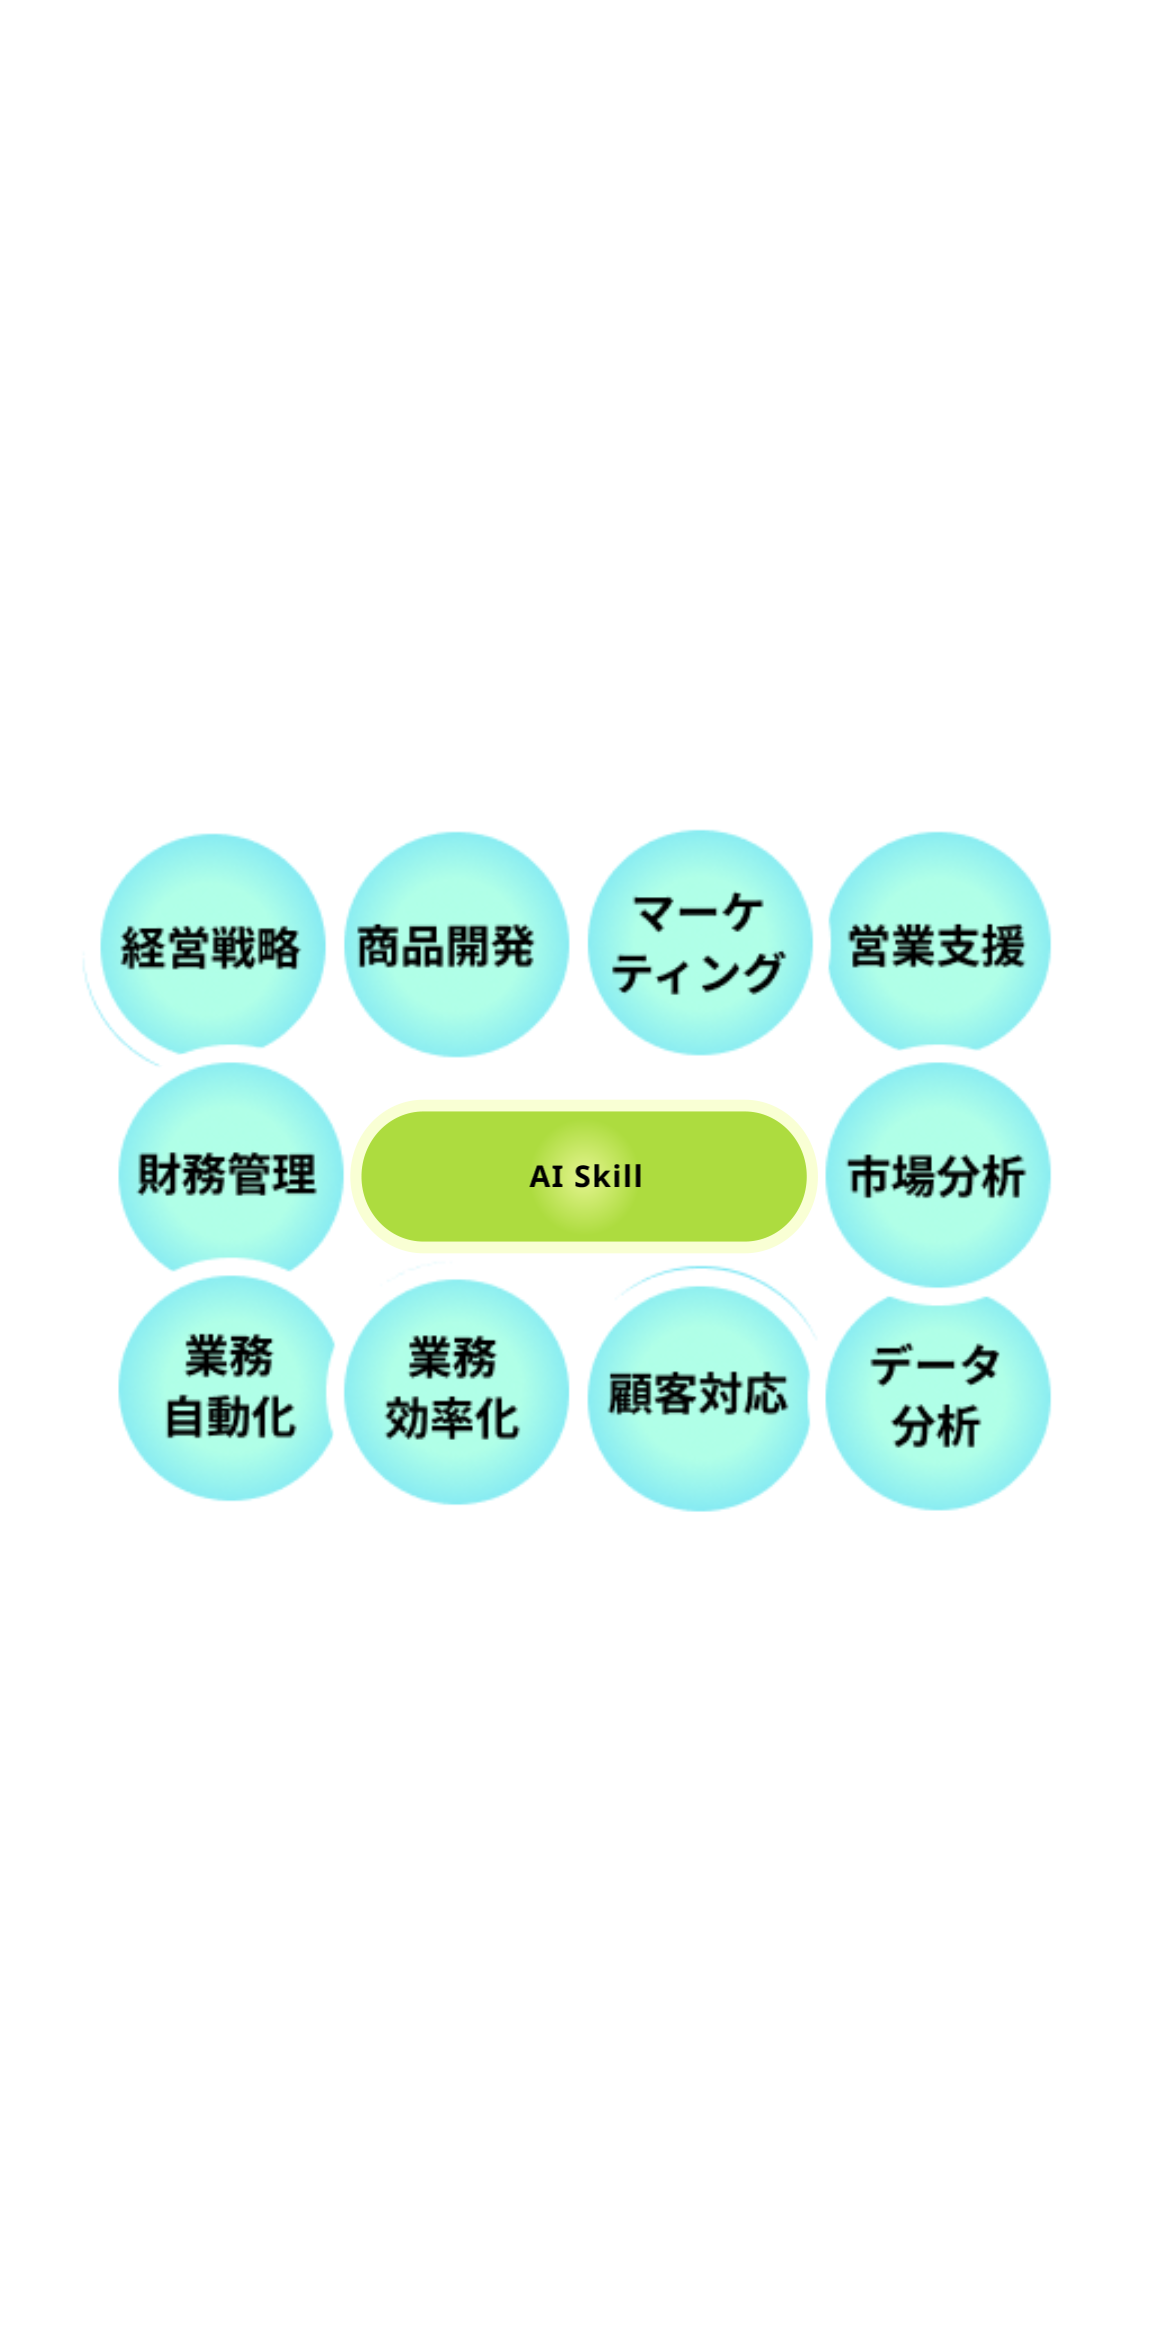 経営戦略
商品開発
マーケ
ティング
営業支援
財務管理
AI Skill
市場分析
業務
自動化
業務
効率化
顧客対応
データ
分析